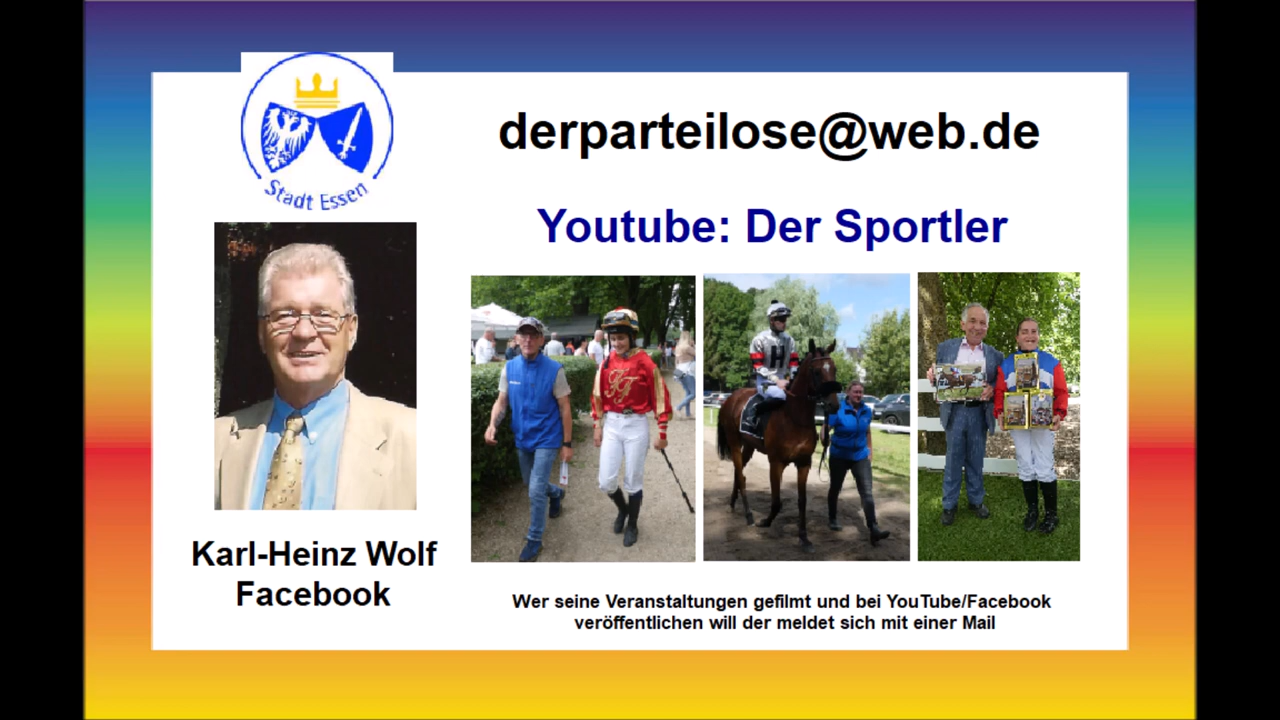 Stadt Essen
derparteilose@web.de
Youtube: Der Sportler
H
Karl-Heinz Wolf
Facebook
Wer seine Veranstaltungen gefilmt und bei YouTube/Facebook
veröffentlichen will der meldet sich mit einer Mail